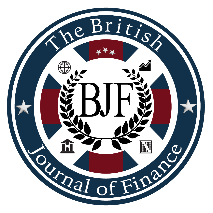 The British
BJF
Journal of Finance